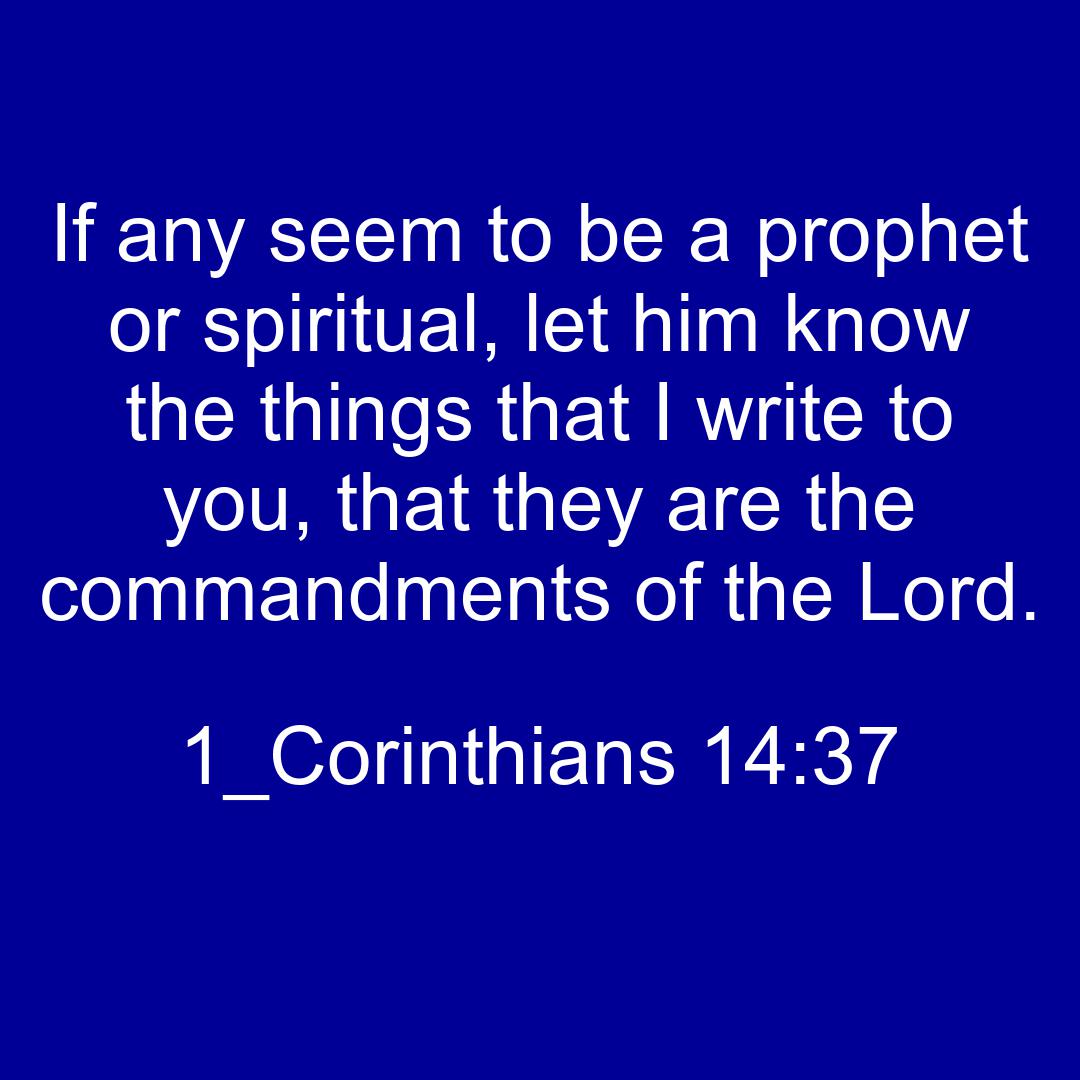 If any seem to be a prophet
or spiritual, let him know
the things that I write to
you, that they are the
commandments of the Lord.
1_Corinthians 14:37